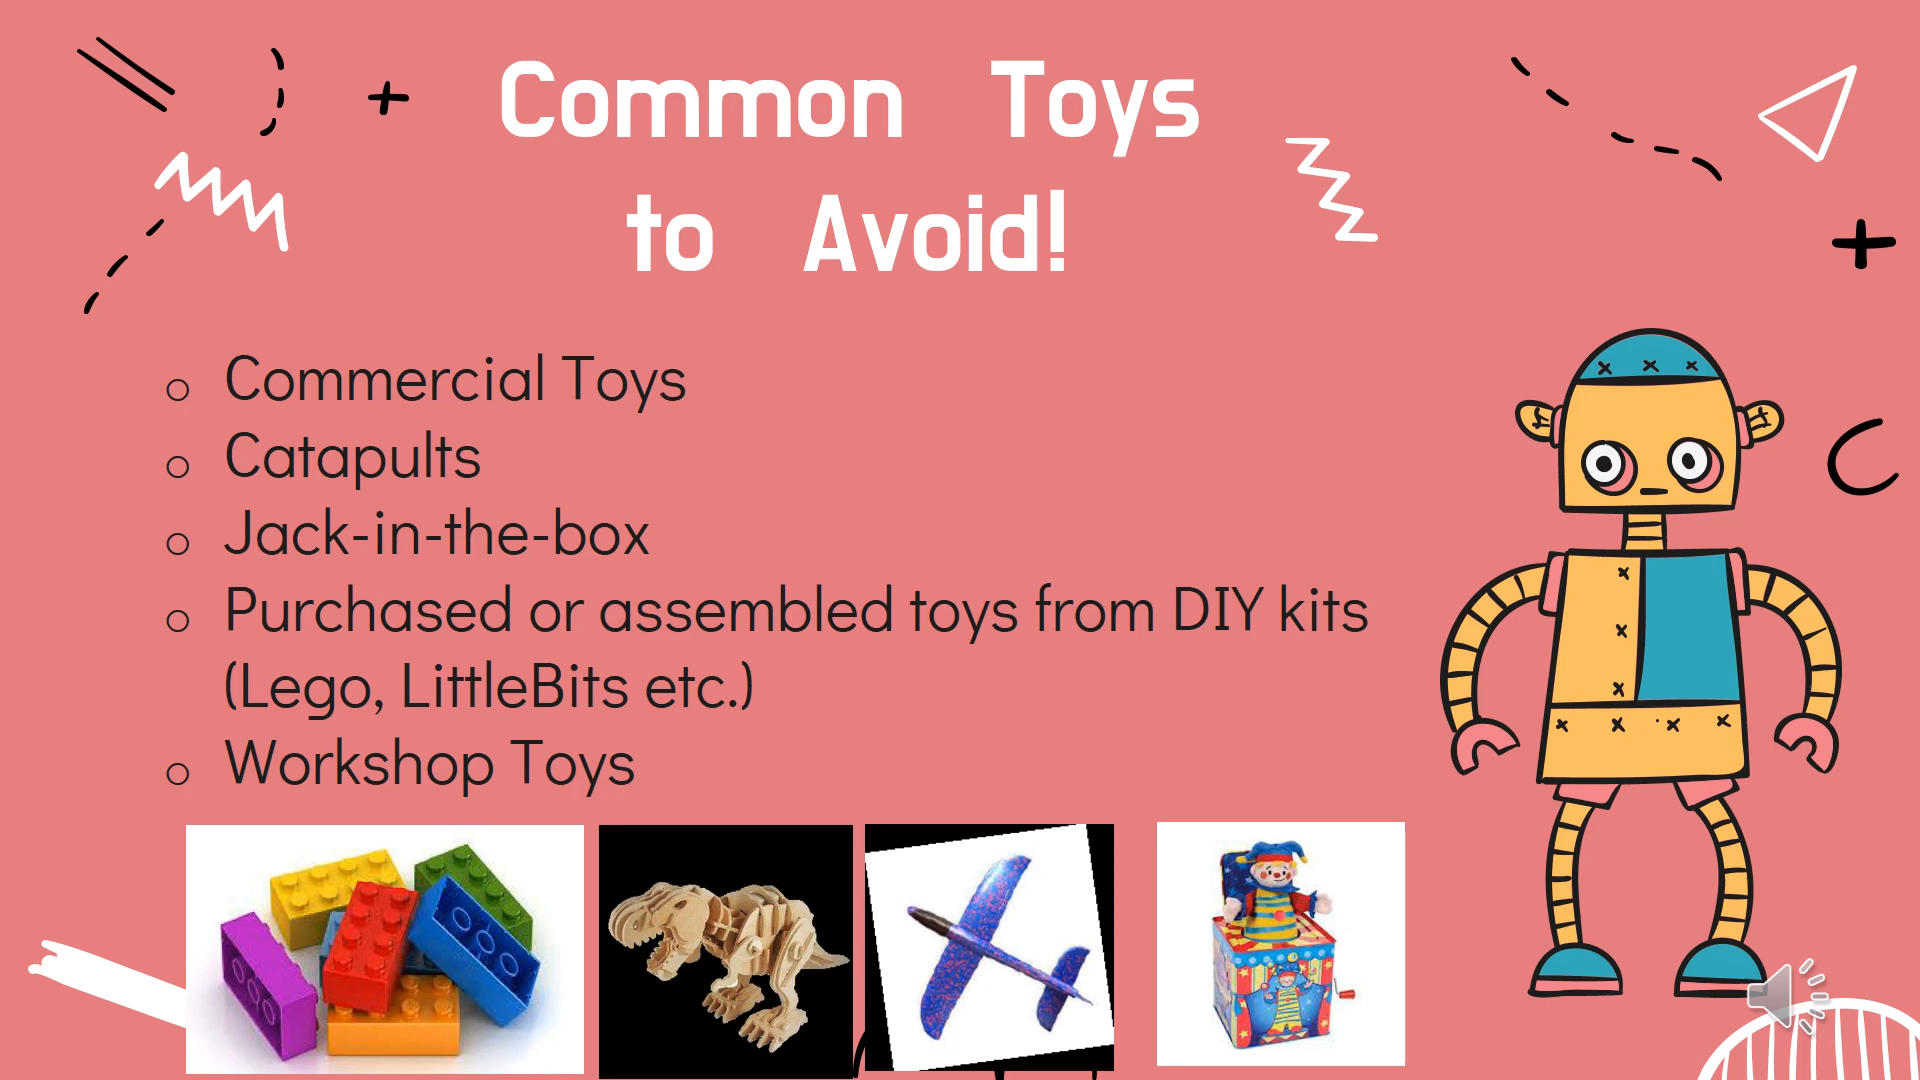 Common Toys
to Avoid!
Commercial Toys
Catapults
Jack-in-the-box
Purchased or assembled toys from DIY kits
(Lego, LittleBits etc.)
Workshop Toys